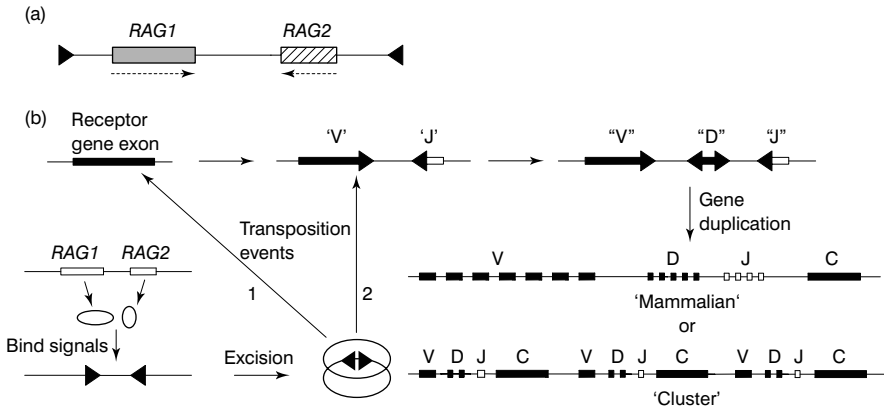 (a)
RAG1 RAG2
(b)
Receptor
gene exon
‘V’ ‘J’
“V” “D” “J”
Gene
duplication
Transposition
events
1 2
RAG1 RAG2
Bind signals
Excision
V D J C
‘Mammalian‘
or
V D J C V D J C V D J C
‘Cluster’